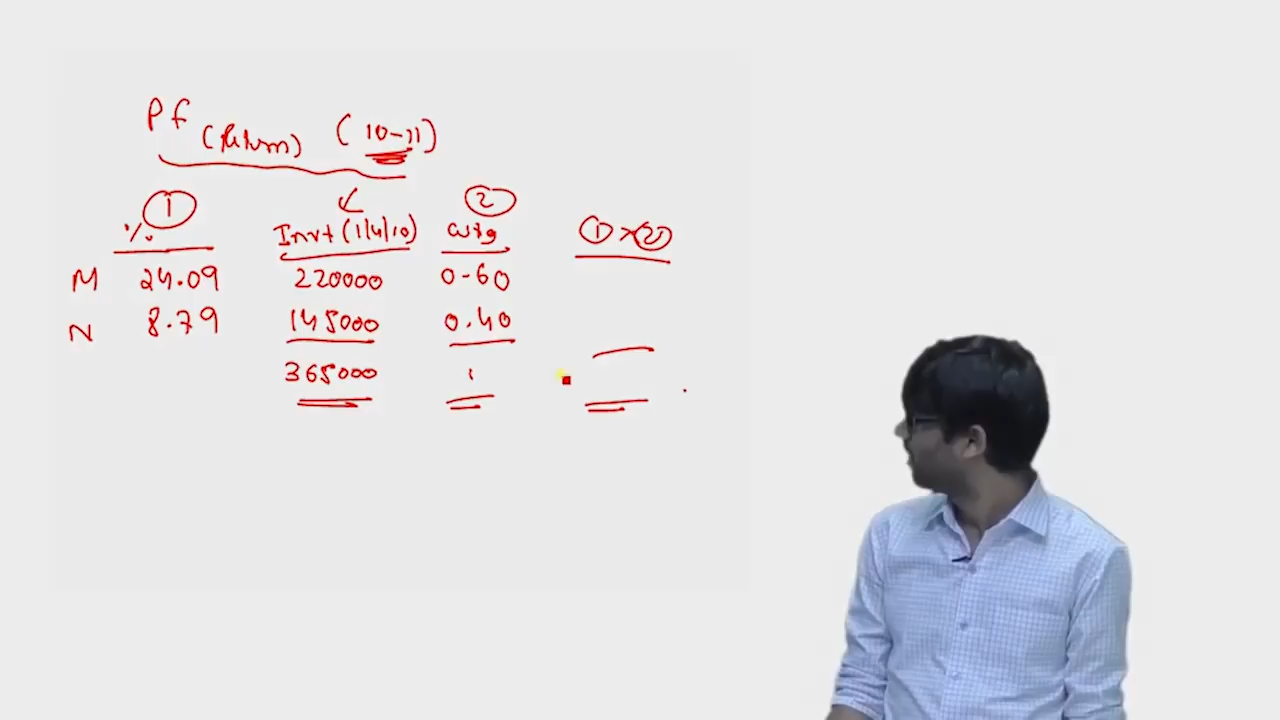 Pf (Return) (10-11)
① ②
% Invt (1/4/10) wtg ① × ②
M 24.09 220000 0.60
N 8.79 145000 0.40
365000 1